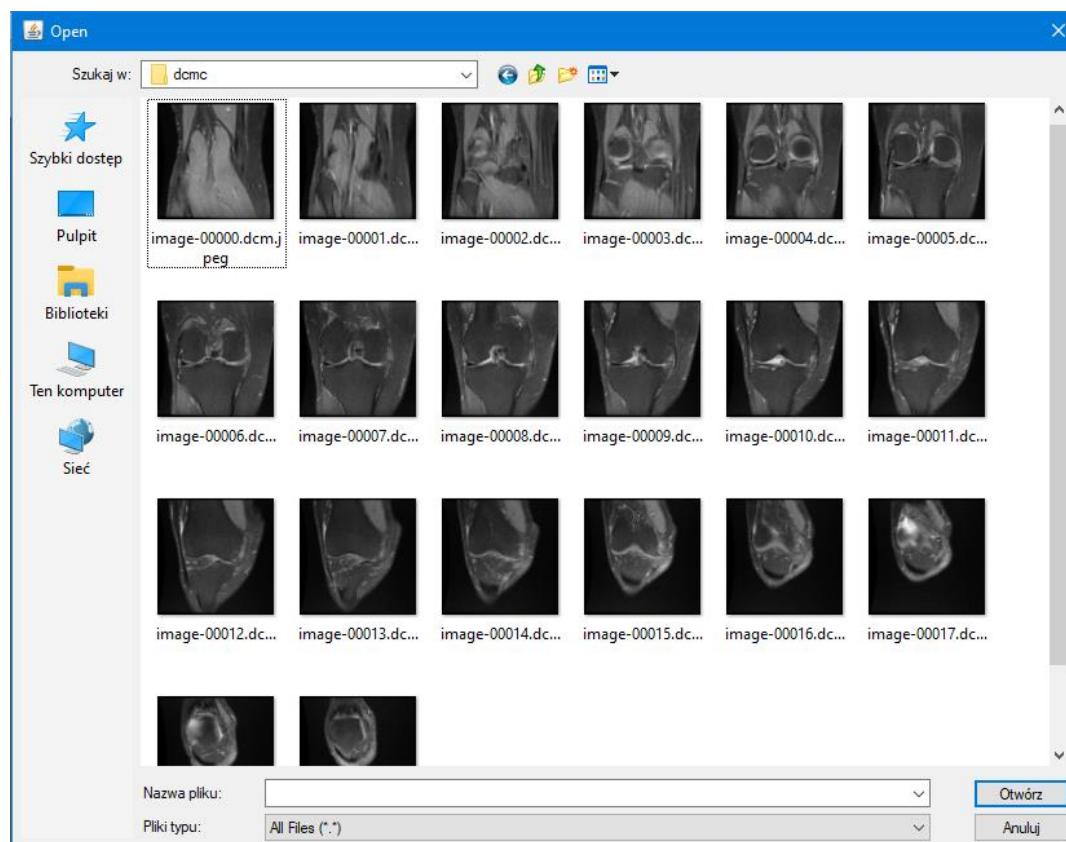 Open
Szukaj w:
dcmc
Szybki dostęp
Pulpit
Biblioteki
Ten komputer
Sieć
image-00000.dcm.j
peg
image-00001.dc...
image-00002.dc...
image-00003.dc...
image-00004.dc...
image-00005.dc...
image-00006.dc...
image-00007.dc...
image-00008.dc...
image-00009.dc...
image-00010.dc...
image-00011.dc...
image-00012.dc...
image-00013.dc...
image-00014.dc...
image-00015.dc...
image-00016.dc...
image-00017.dc...
Nazwa pliku:
Otwórz
Pliki typu:
All Files (*.*)
Anuluj